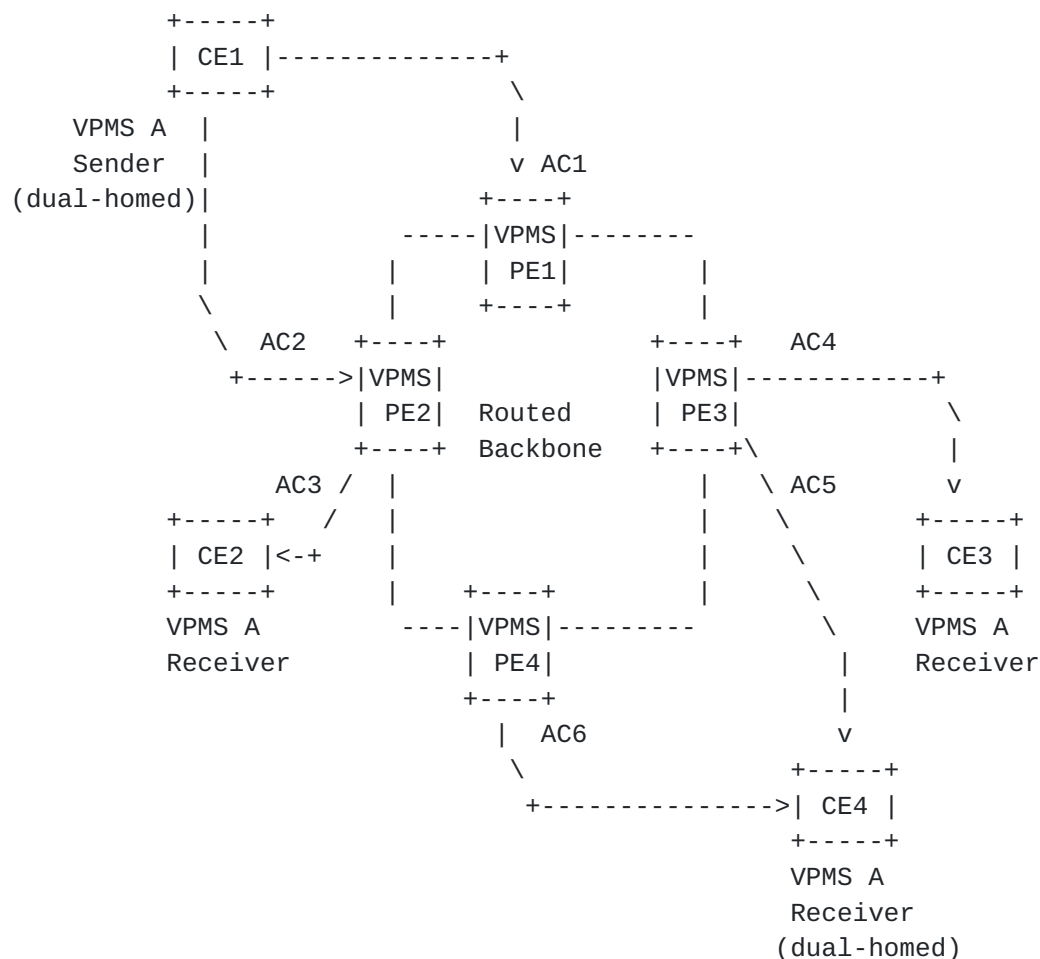 CE1
VPMS A
Sender
v AC1
(dual-homed)
VPMS
PE1
AC2 AC4
VPMS VPMS
PE2 Routed PE3
Backbone
AC3 AC5 v
CE2 CE3
VPMS A VPMS VPMS A
Receiver PE4 Receiver
AC6 v
CE4
VPMS A
Receiver
(dual-homed)